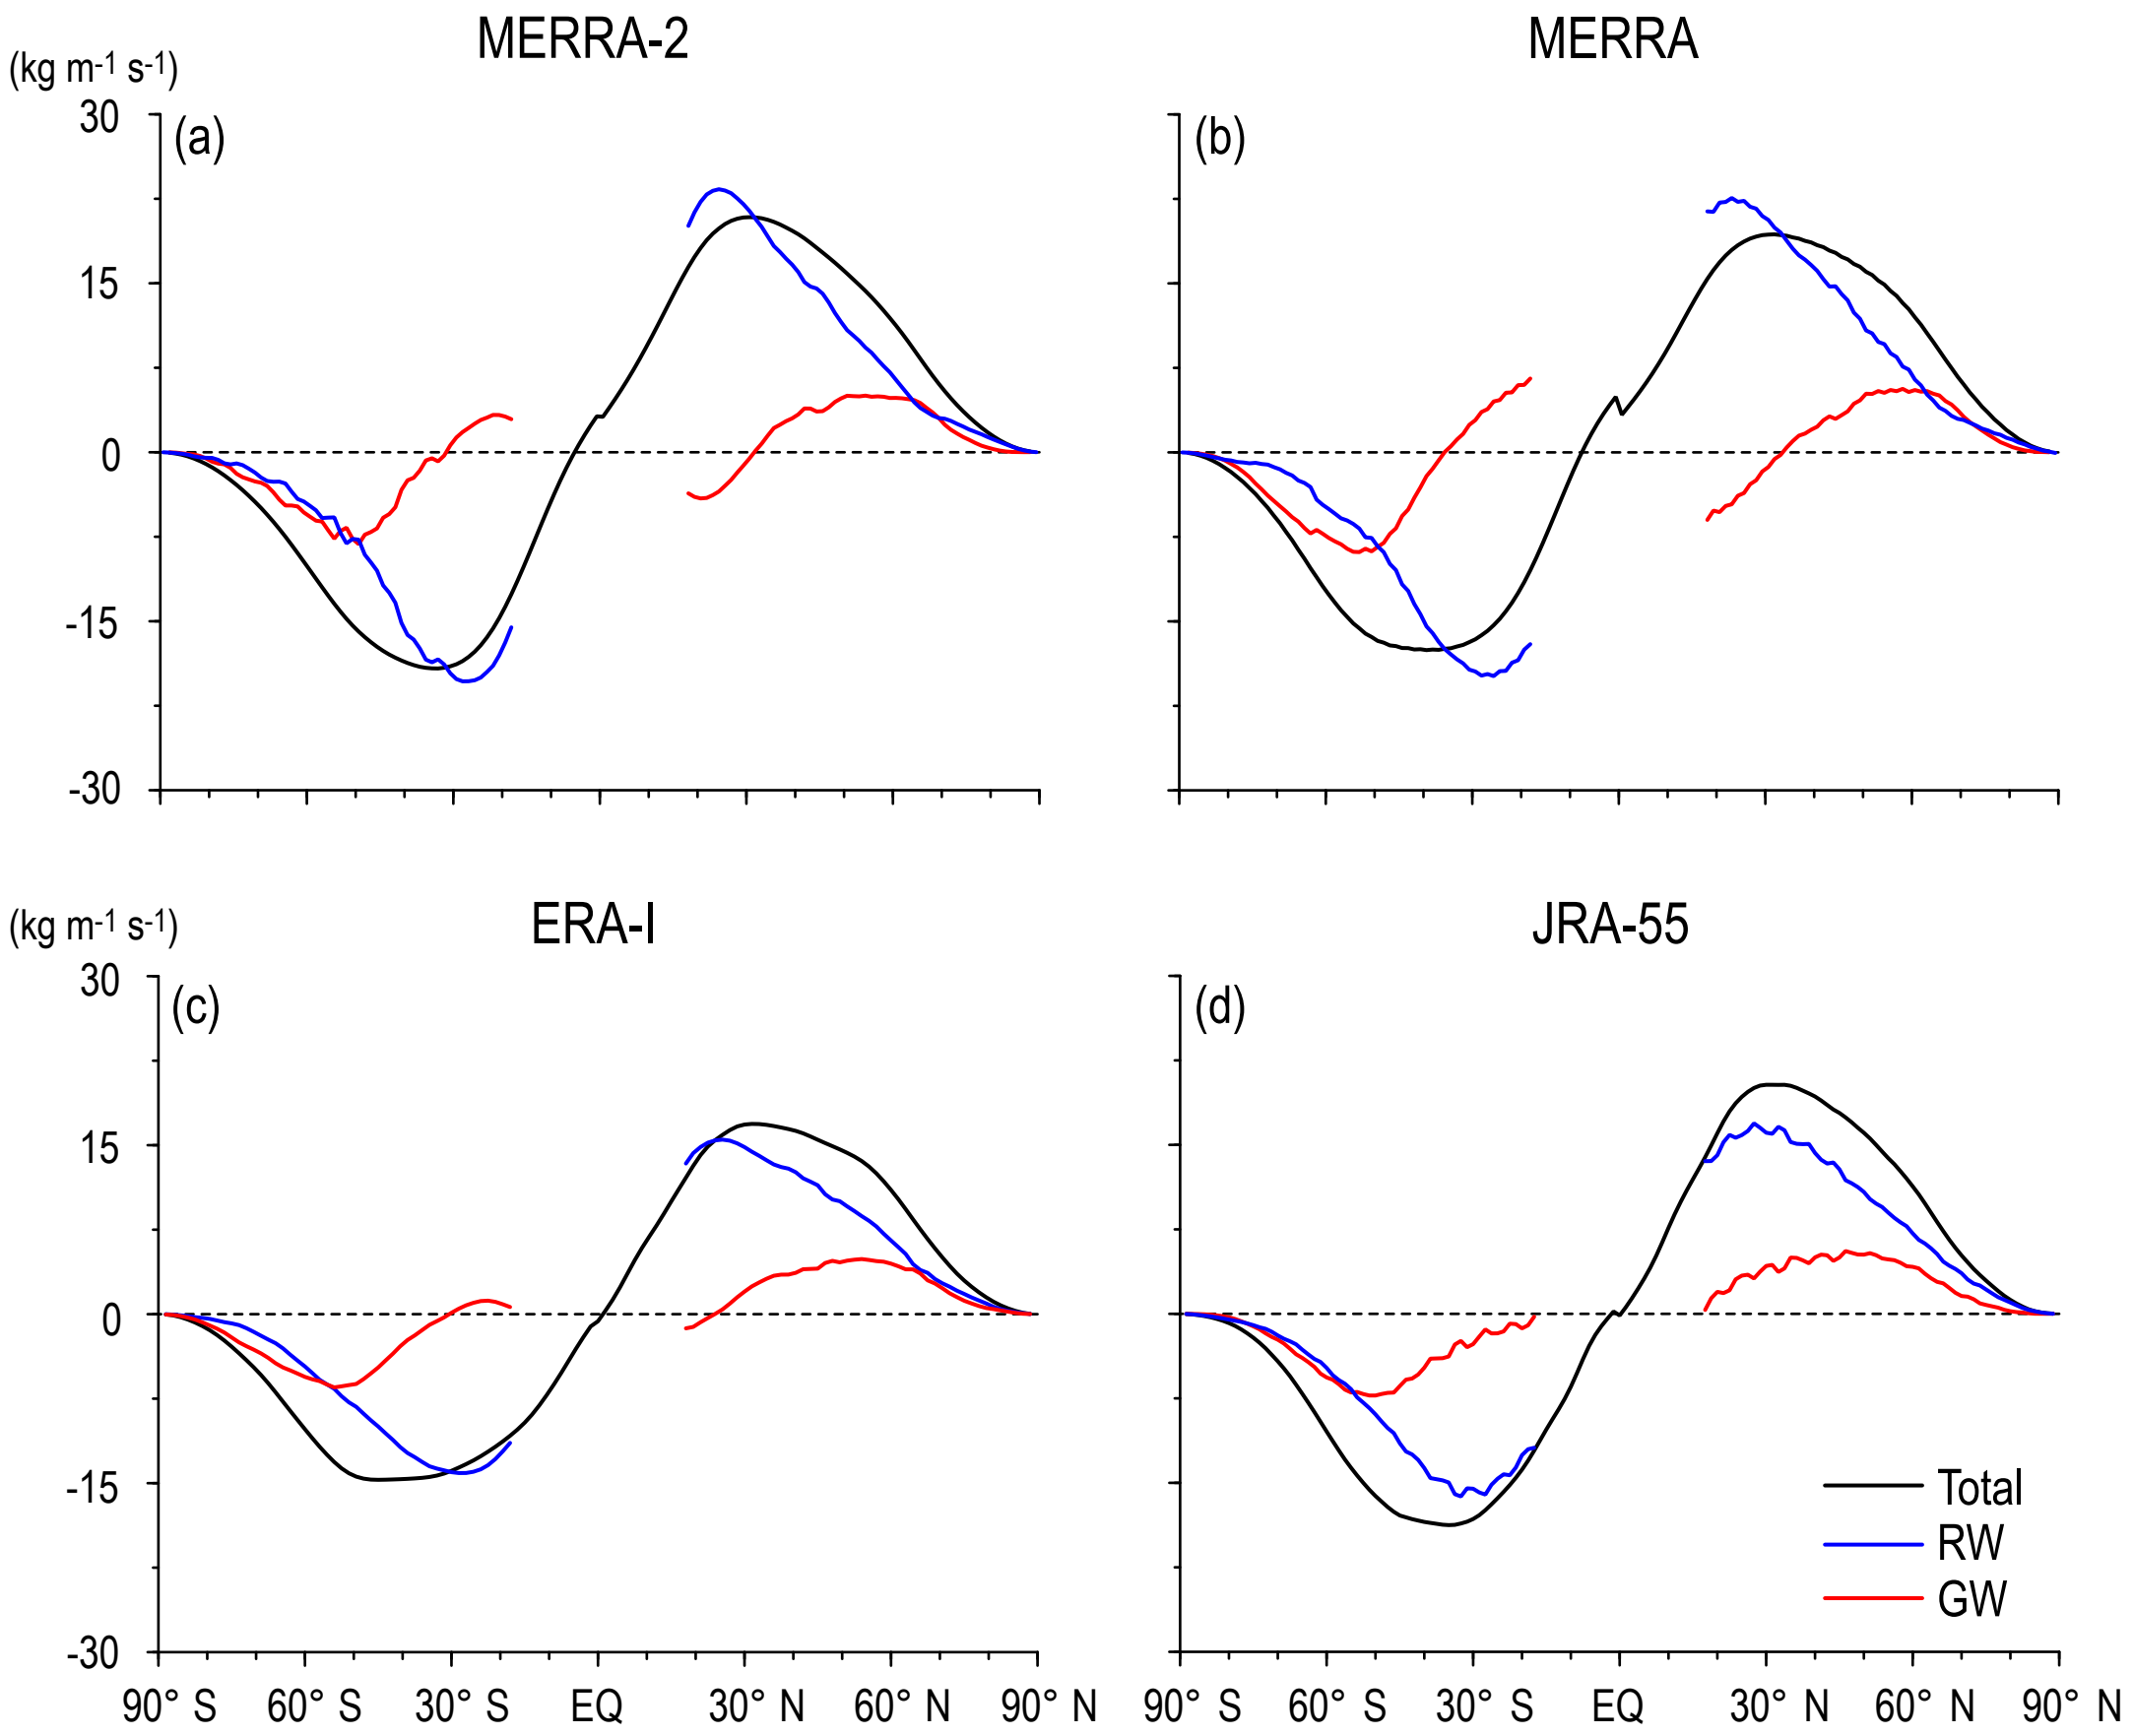 MERRA-2 MERRA
(kg m-1 s-1)
30 (a) (b)
15
0
-15
-30
ERA-I JRA-55
(kg m-1 s-1)
30 (c) (d)
15
0
-15
-30
Total
RW
GW
90° S 60° S 30° S EQ 30° N 60° N 90° N 90° S 60° S 30° S EQ 30° N 60° N 90° N